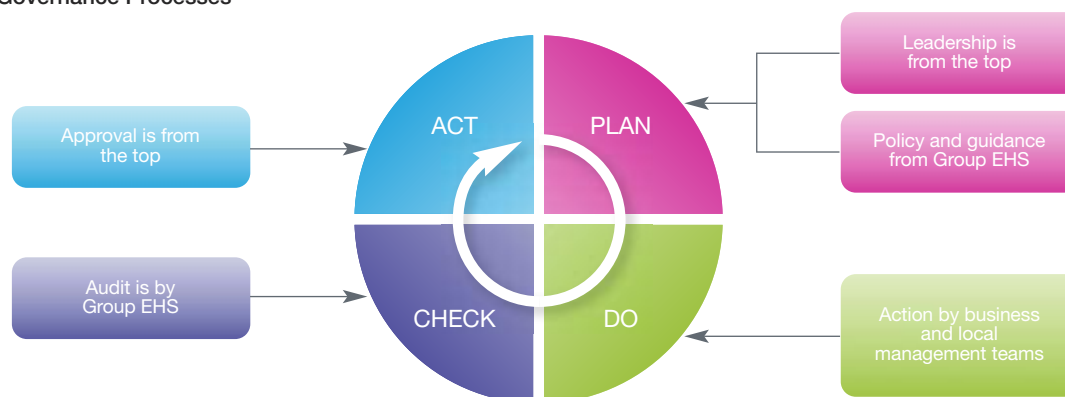 Governance Processes
Leadership is
from the top
ACT
PLAN
Approval is from
the top
Policy and guidance
from Group EHS
Audit is by
Group EHS
CHECK
DO
Action by business
and local
management teams